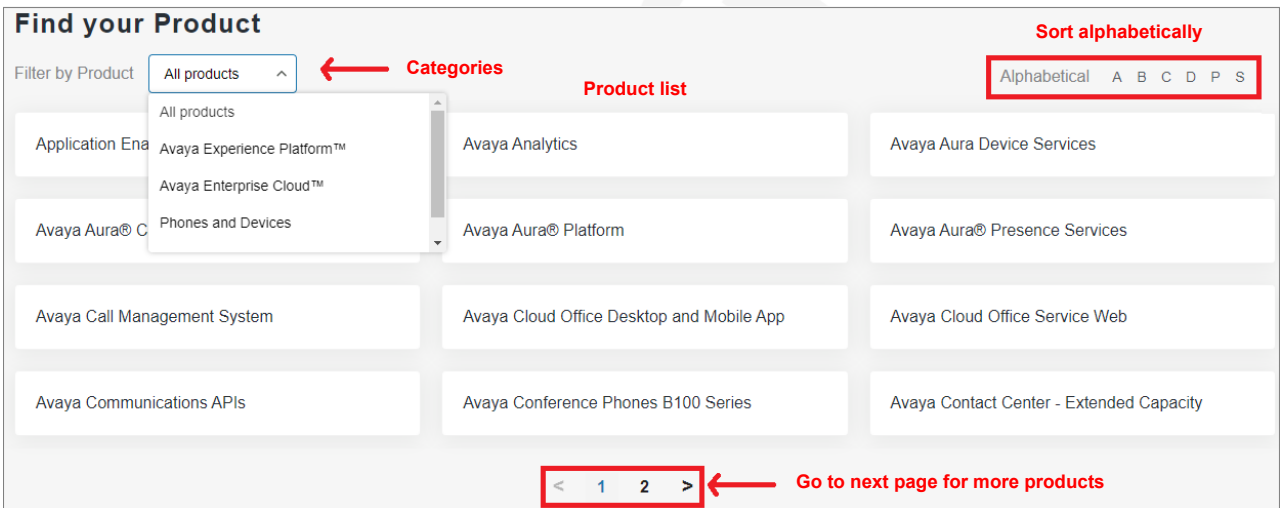 Find your Product
Sort alphabetically
Filter by Product All products
Categories
Alphabetical A B C D P S
Product list
All products
Avaya Experience Platform™
Avaya Enterprise Cloud™
Phones and Devices
Application Ena
Avaya Analytics
Avaya Aura Device Services
Avaya Aura® C
Avaya Aura® Platform
Avaya Aura® Presence Services
Avaya Call Management System
Avaya Cloud Office Desktop and Mobile App
Avaya Cloud Office Service Web
Avaya Communications APIs
Avaya Conference Phones B100 Series
Avaya Contact Center - Extended Capacity
< 1 2 >
Go to next page for more products